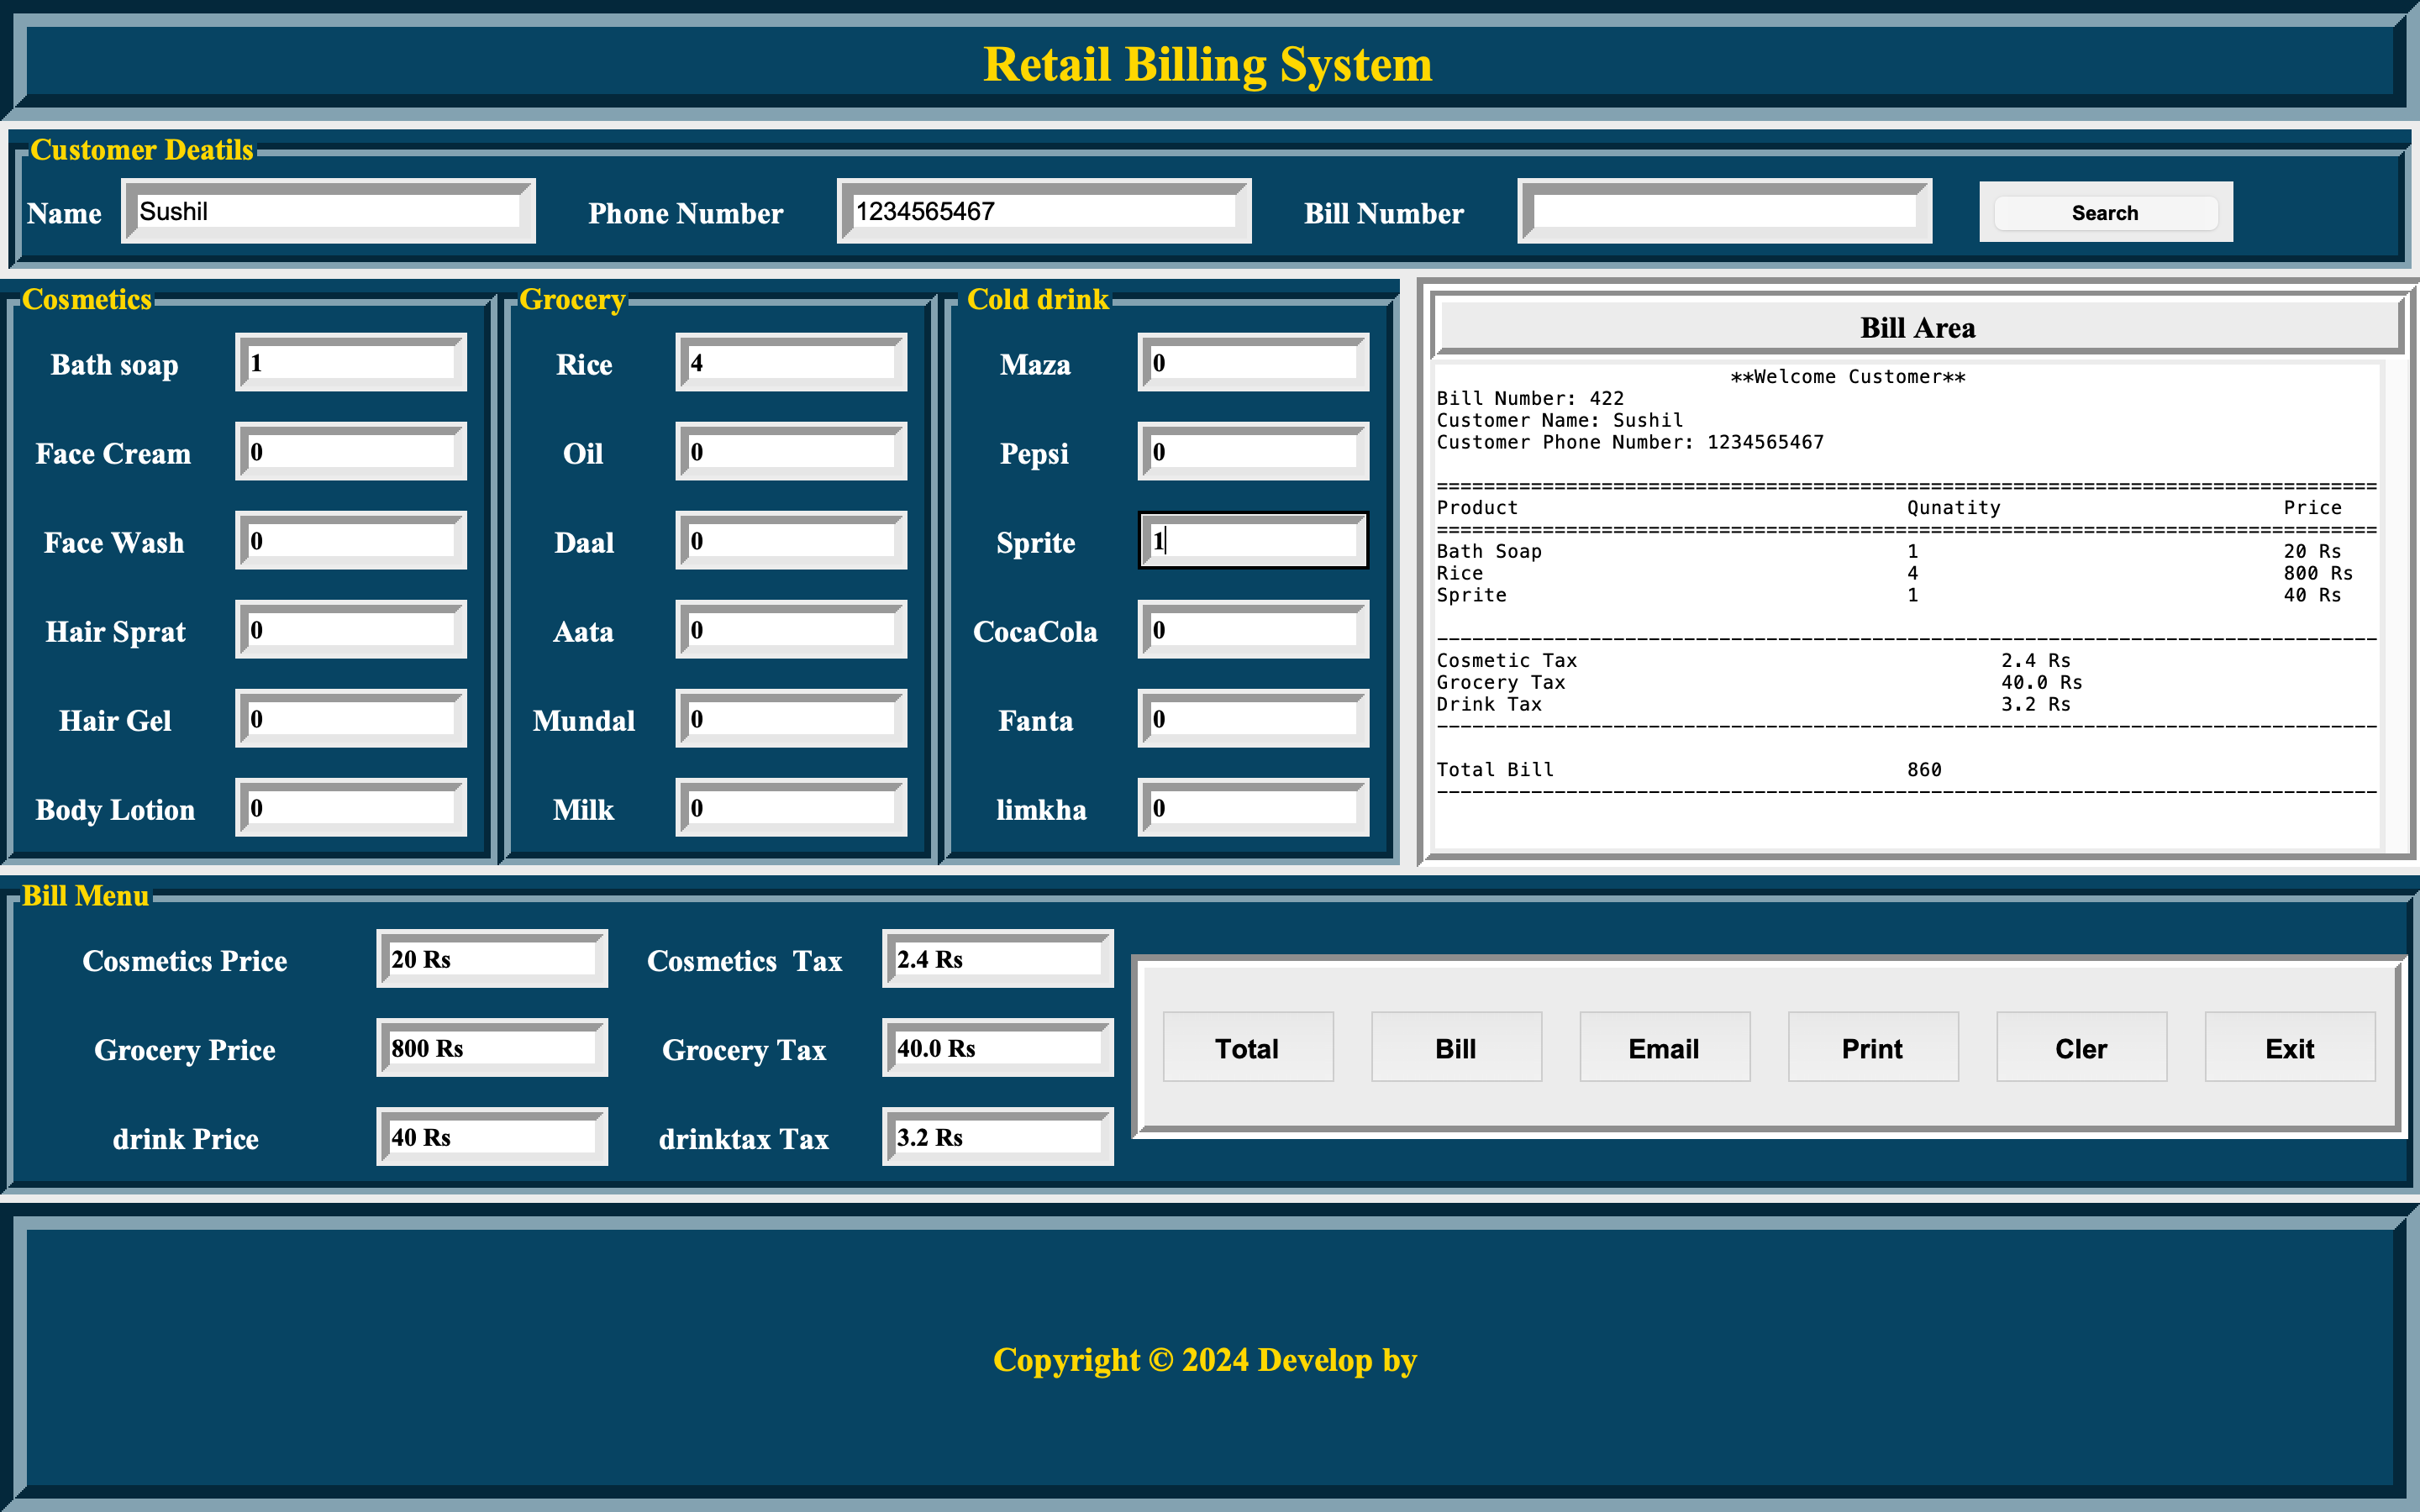 Retail Billing System
Customer Deatils
Name Sushil Phone Number 1234565467 Bill Number Search
Cosmetics
Bath soap 1
Face Cream 0
Face Wash 0
Hair Sprat 0
Hair Gel 0
Body Lotion 0
Grocery
Rice 4
Oil 0
Daal 0
Aata 0
Mundal 0
Milk 0
Cold drink
Maza 0
Pepsi 0
Sprite 1
CocaCola 0
Fanta 0
limkha 0
Bill Area
**Welcome Customer**
Bill Number: 422
Customer Name: Sushil
Customer Phone Number: 1234565467
================================================================================
Product Qunatity Price
================================================================================
Bath Soap 1 20 Rs
Rice 4 800 Rs
Sprite 1 40 Rs
--------------------------------------------------------------------------------
Cosmetic Tax 2.4 Rs
Grocery Tax 40.0 Rs
Drink Tax 3.2 Rs
--------------------------------------------------------------------------------
Total Bill 860
--------------------------------------------------------------------------------
Bill Menu
Cosmetics Price 20 Rs Cosmetics Tax 2.4 Rs
Grocery Price 800 Rs Grocery Tax 40.0 Rs
drink Price 40 Rs drinktax Tax 3.2 Rs
Total Bill Email Print Cler Exit
Copyright © 2024 Develop by